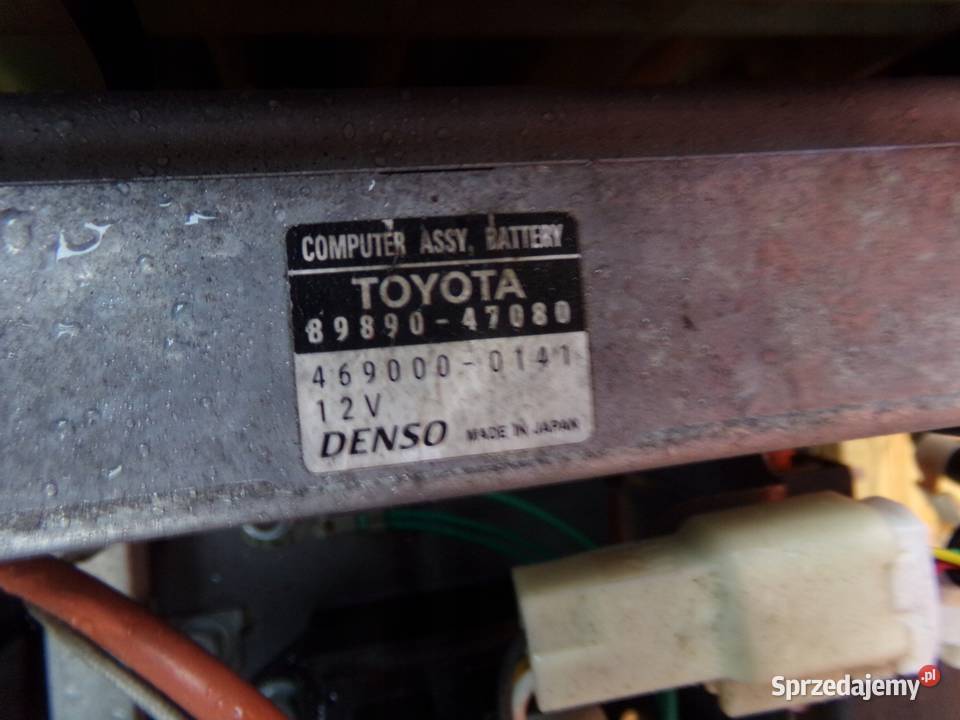 COMPUTER ASSY, BATTERY
TOYOTA
89890-47080
469000-0141
12V
DENSO MADE IN JAPAN
Sprzedajemy.pl